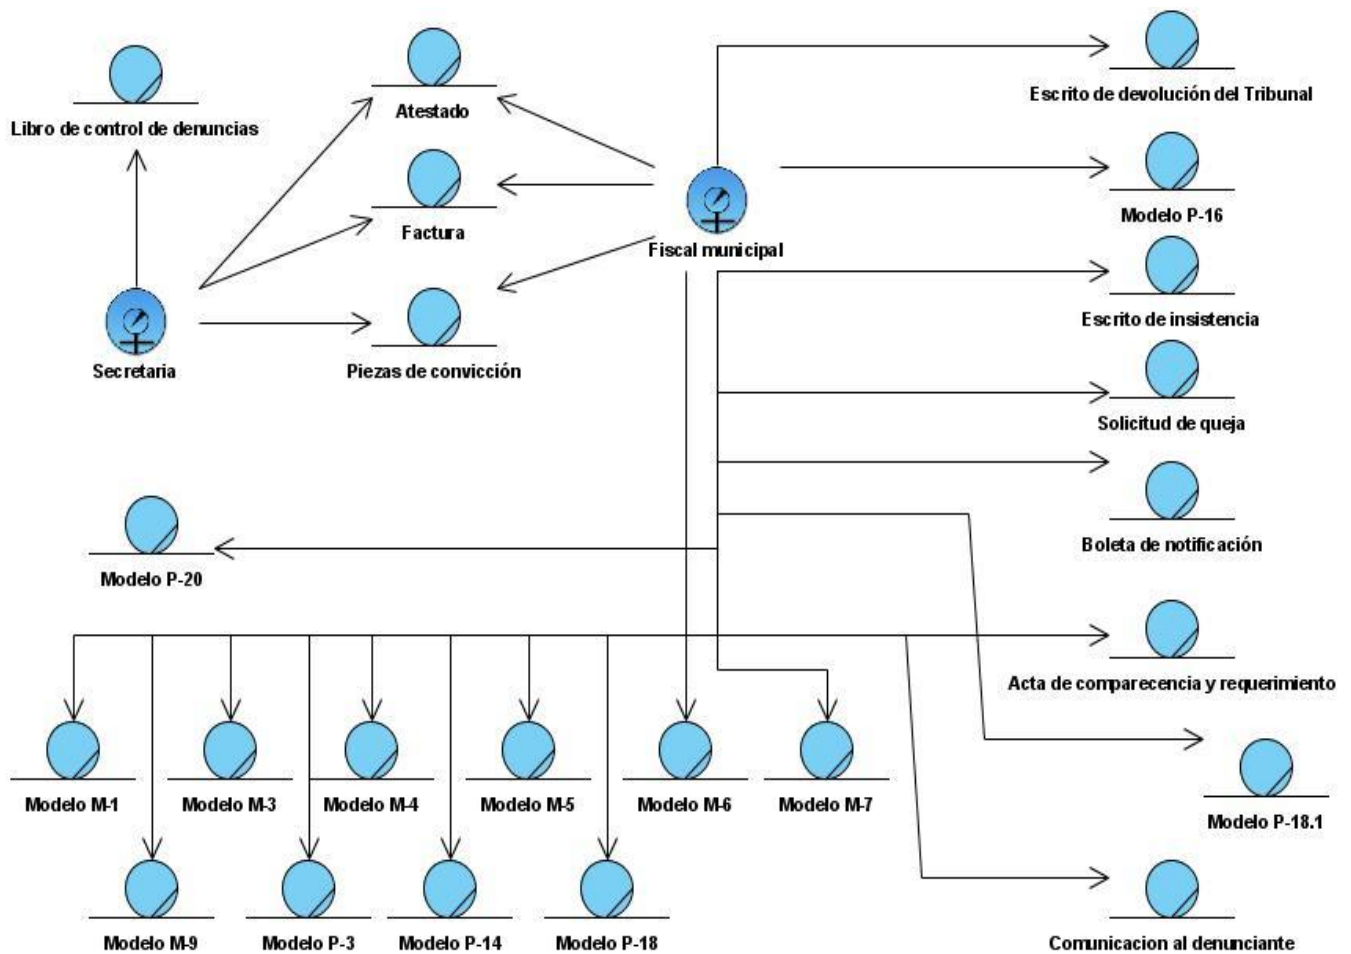 Escrito de devolución del Tribunal
Atestado
Libro de control de denuncias
Modelo P-16
Factura
Fiscal municipal
Escrito de insistencia
Secretaria
Piezas de convicción
Solicitud de queja
Boleta de notificación
Modelo P-20
Acta de comparecencia y requerimiento
Modelo M-1
Modelo M-3
Modelo M-4
Modelo M-5
Modelo M-6
Modelo M-7
Modelo P-18.1
Modelo M-9
Modelo P-3
Modelo P-14
Modelo P-18
Comunicacion al denunciante